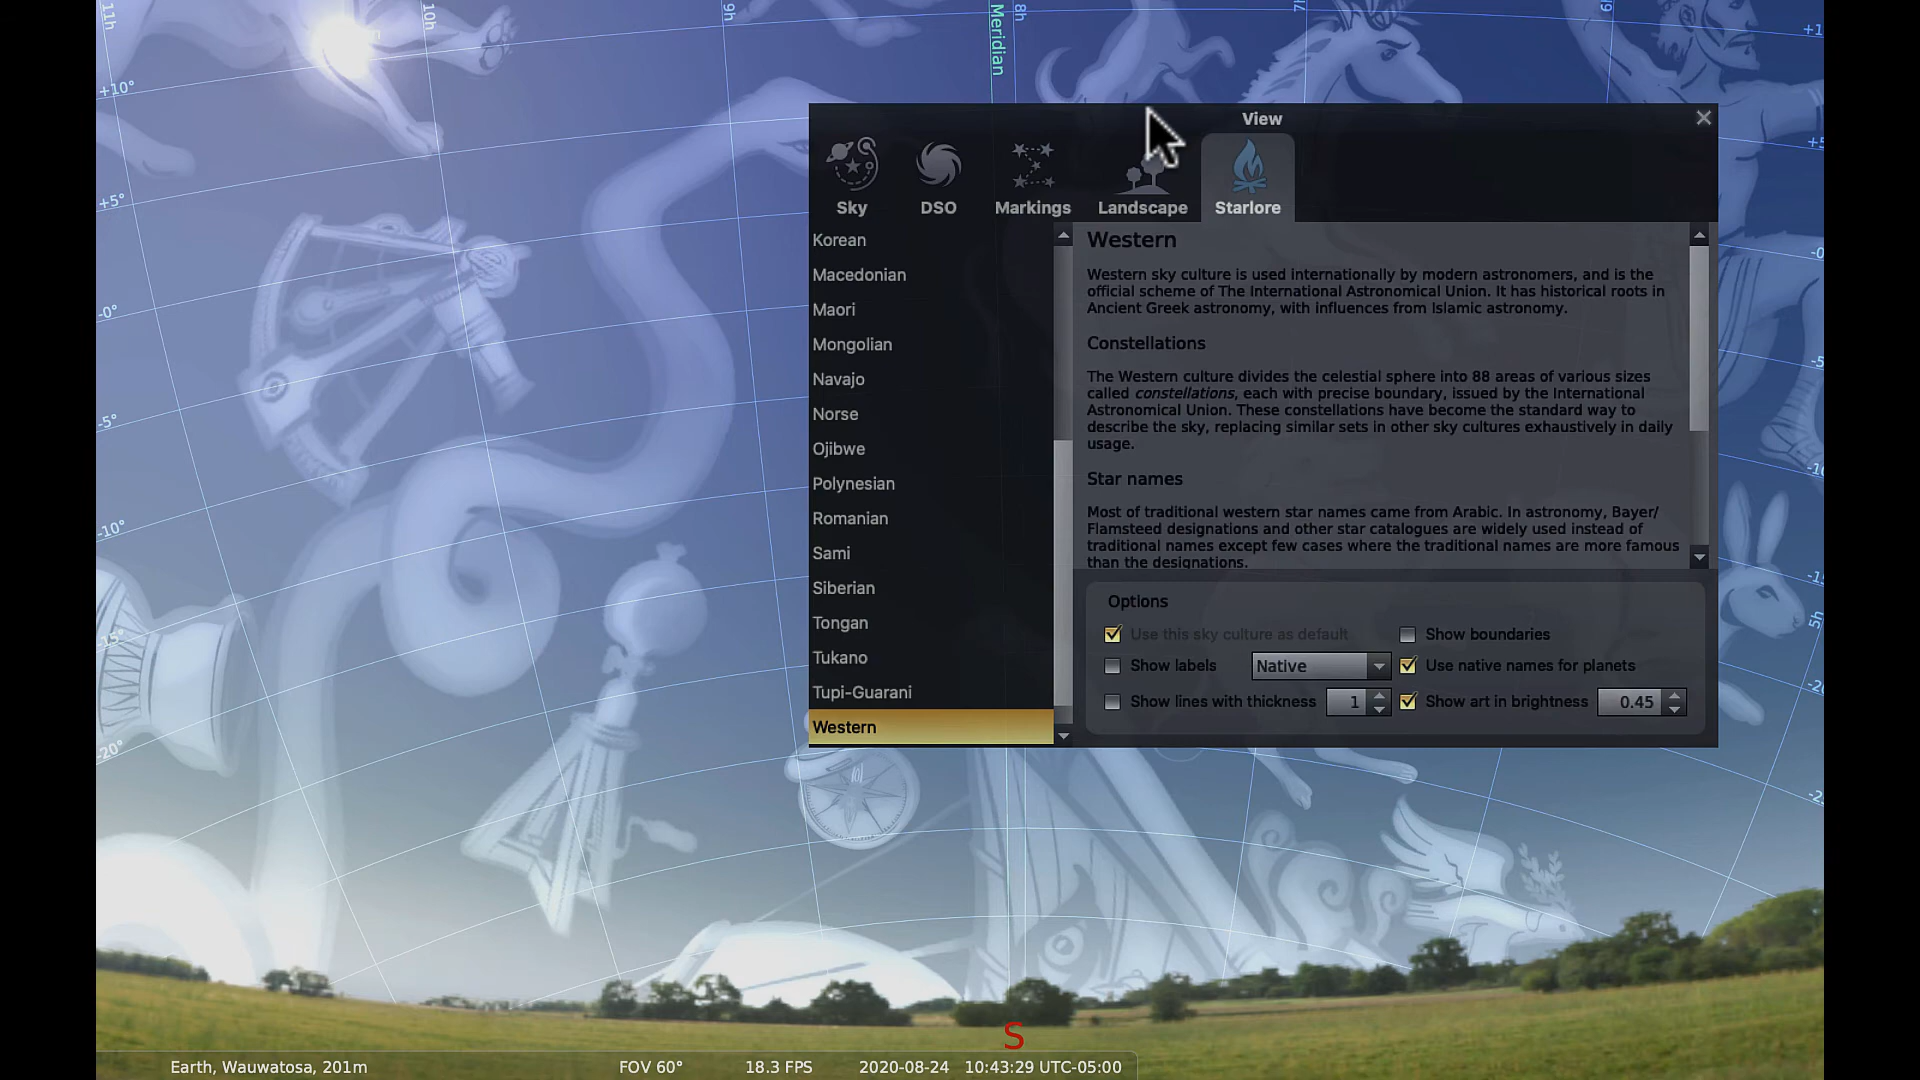 11h
10h
9h
Meridian
8h
7h
6h
+10°
+5°
-0°
-5°
-10°
-15°
-20°
5h
View
Sky
DSO
Markings
Landscape
Starlore
Korean
Macedonian
Maori
Mongolian
Navajo
Norse
Ojibwe
Polynesian
Romanian
Sami
Siberian
Tongan
Tukano
Tupi-Guarani
Western
Western
Western sky culture is used internationally by modern astronomers, and is the
official scheme of The International Astronomical Union. It has historical roots in
Ancient Greek astronomy, with influences from Islamic astronomy.
Constellations
The Western culture divides the celestial sphere into 88 areas of various sizes
called constellations, each with precise boundary, issued by the International
Astronomical Union. These constellations have become the standard way to
describe the sky, replacing similar sets in other sky cultures exhaustively in daily
usage.
Star names
Most of traditional western star names came from Arabic. In astronomy, Bayer/
Flamsteed designations and other star catalogues are widely used instead of
traditional names except few cases where the traditional names are more famous
than the designations.
Options
Use this sky culture as default
Show boundaries
Show labels
Native
Use native names for planets
Show lines with thickness
1
Show art in brightness
0.45
S
Earth, Wauwatosa, 201m
FOV 60°
18.3 FPS
2020-08-24
10:43:29 UTC-05:00